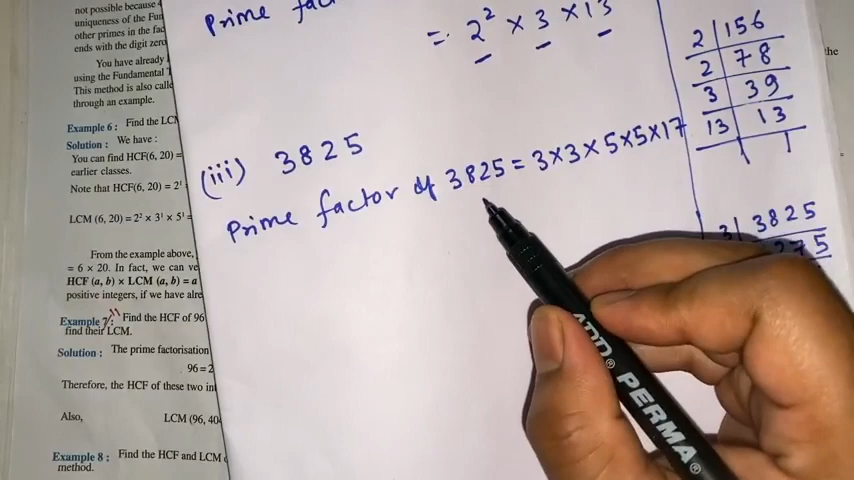 not possible because
uniqueness of the Fun
other primes in the fac
ends with the digit zero
You have already
using the Fundamental
This method is also calle
through an example.
Example 6 : Find the LCM
Solution : We have :
You can find HCF(6, 20) =
earlier classes.
Note that HCF(6, 20) = 2¹
LCM (6, 20) = 2² × 3¹ × 5¹ =
From the example above,
= 6 × 20. In fact, we can ve
HCF (a, b) × LCM (a, b) = a
positive integers, if we have alre
Example 7 : Find the HCF of 96
find their LCM.
Solution : The prime factorisation
96 = 2
Therefore, the HCF of these two in
Also, LCM (96, 40
Example 8 : Find the HCF and LCM
method.
Prime fac
= 2² × 3 × 13
2 | 156
2 | 78
3 | 39
13 | 13
1
(iii) 3825
Prime factor of 3825 = 3×3×5×5×17
3 | 3825
275
the
ADD PERMA